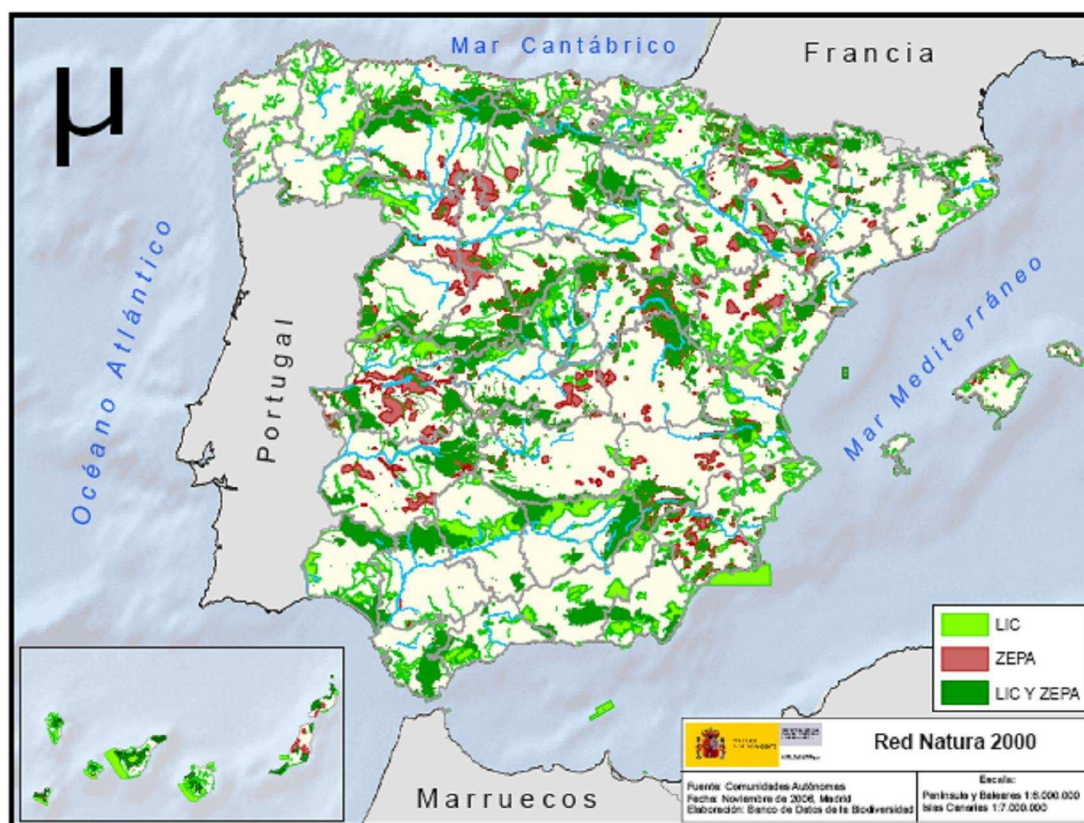 Mar Cantábrico
Francia
µ
Océano Atlántico
Portugal
Mar Mediterráneo
LIC
ZEPA
LIC Y ZEPA
Red Natura 2000
Marruecos
Fuente: Comunidades Autónomas
Fecha: Noviembre de 2006, Madrid
Elaboración: Banco de Datos de la Biodiversidad
Escala:
Península y Baleares 1:6.000.000
Islas Canarias 1:7.000.000